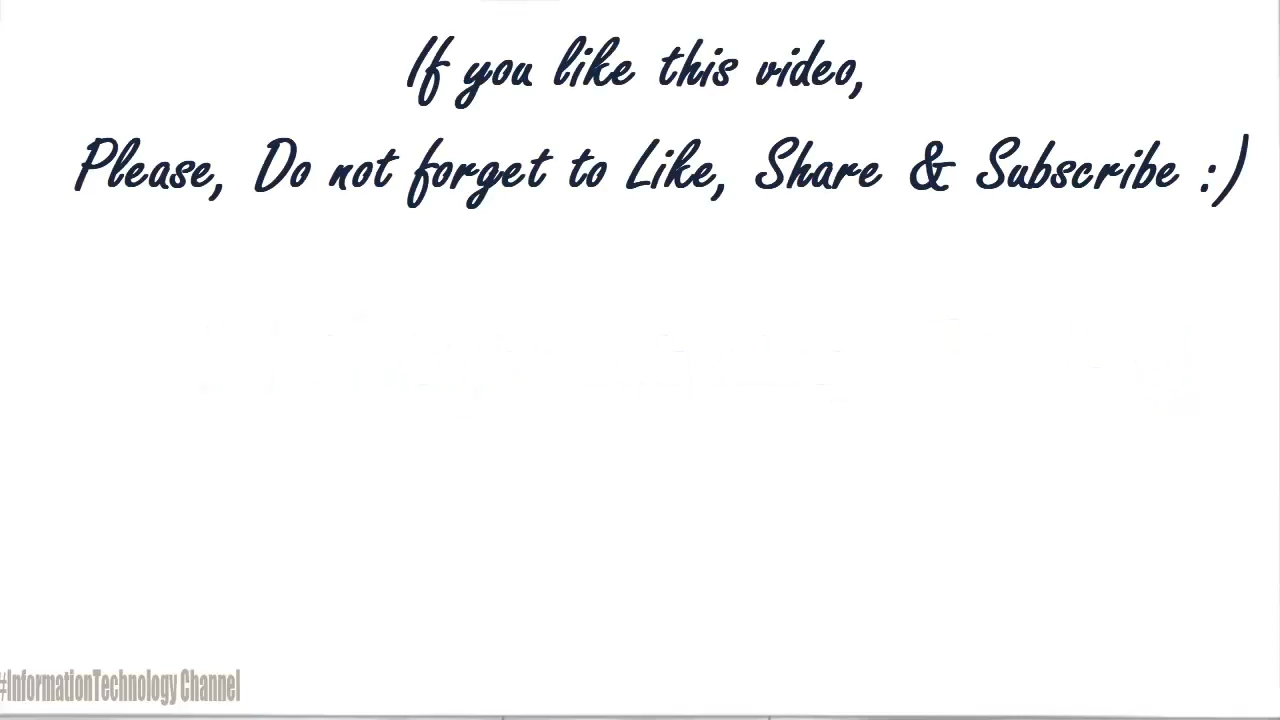 If you like this video,
Please, Do not forget to Like, Share & Subscribe :)
#InformationTechnology Channel